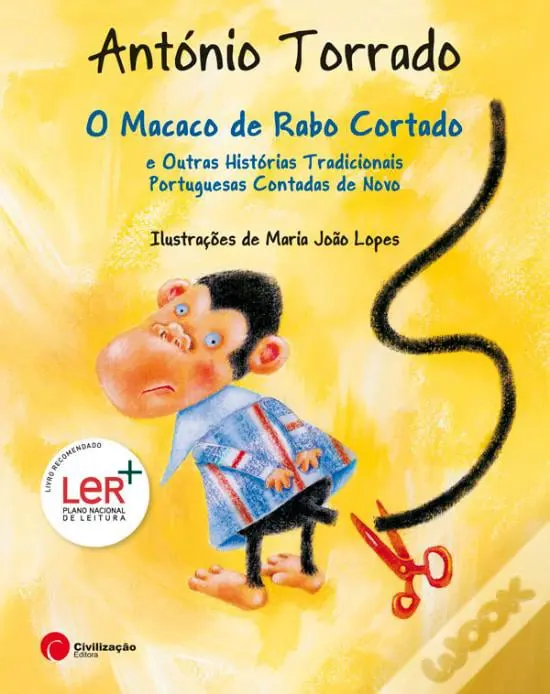 António Torrado
O Macaco de Rabo Cortado
e Outras Histórias Tradicionais
Portuguesas Contadas de Novo
Ilustrações de Maria João Lopes
LIVRO RECOMENDADO
LeR+
PLANO NACIONAL
DE LEITURA
Civilização
Editora
WOOK